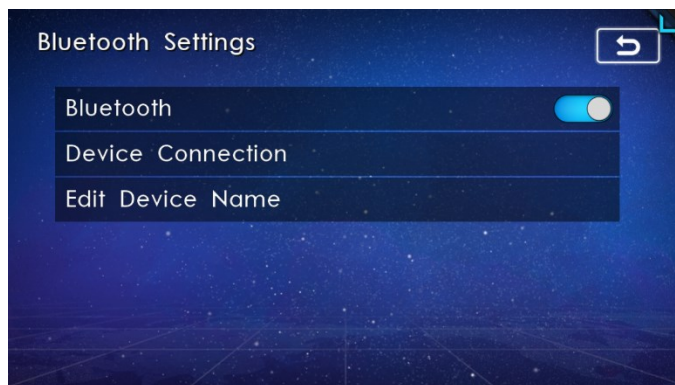 Bluetooth Settings
Bluetooth
Device Connection
Edit Device Name